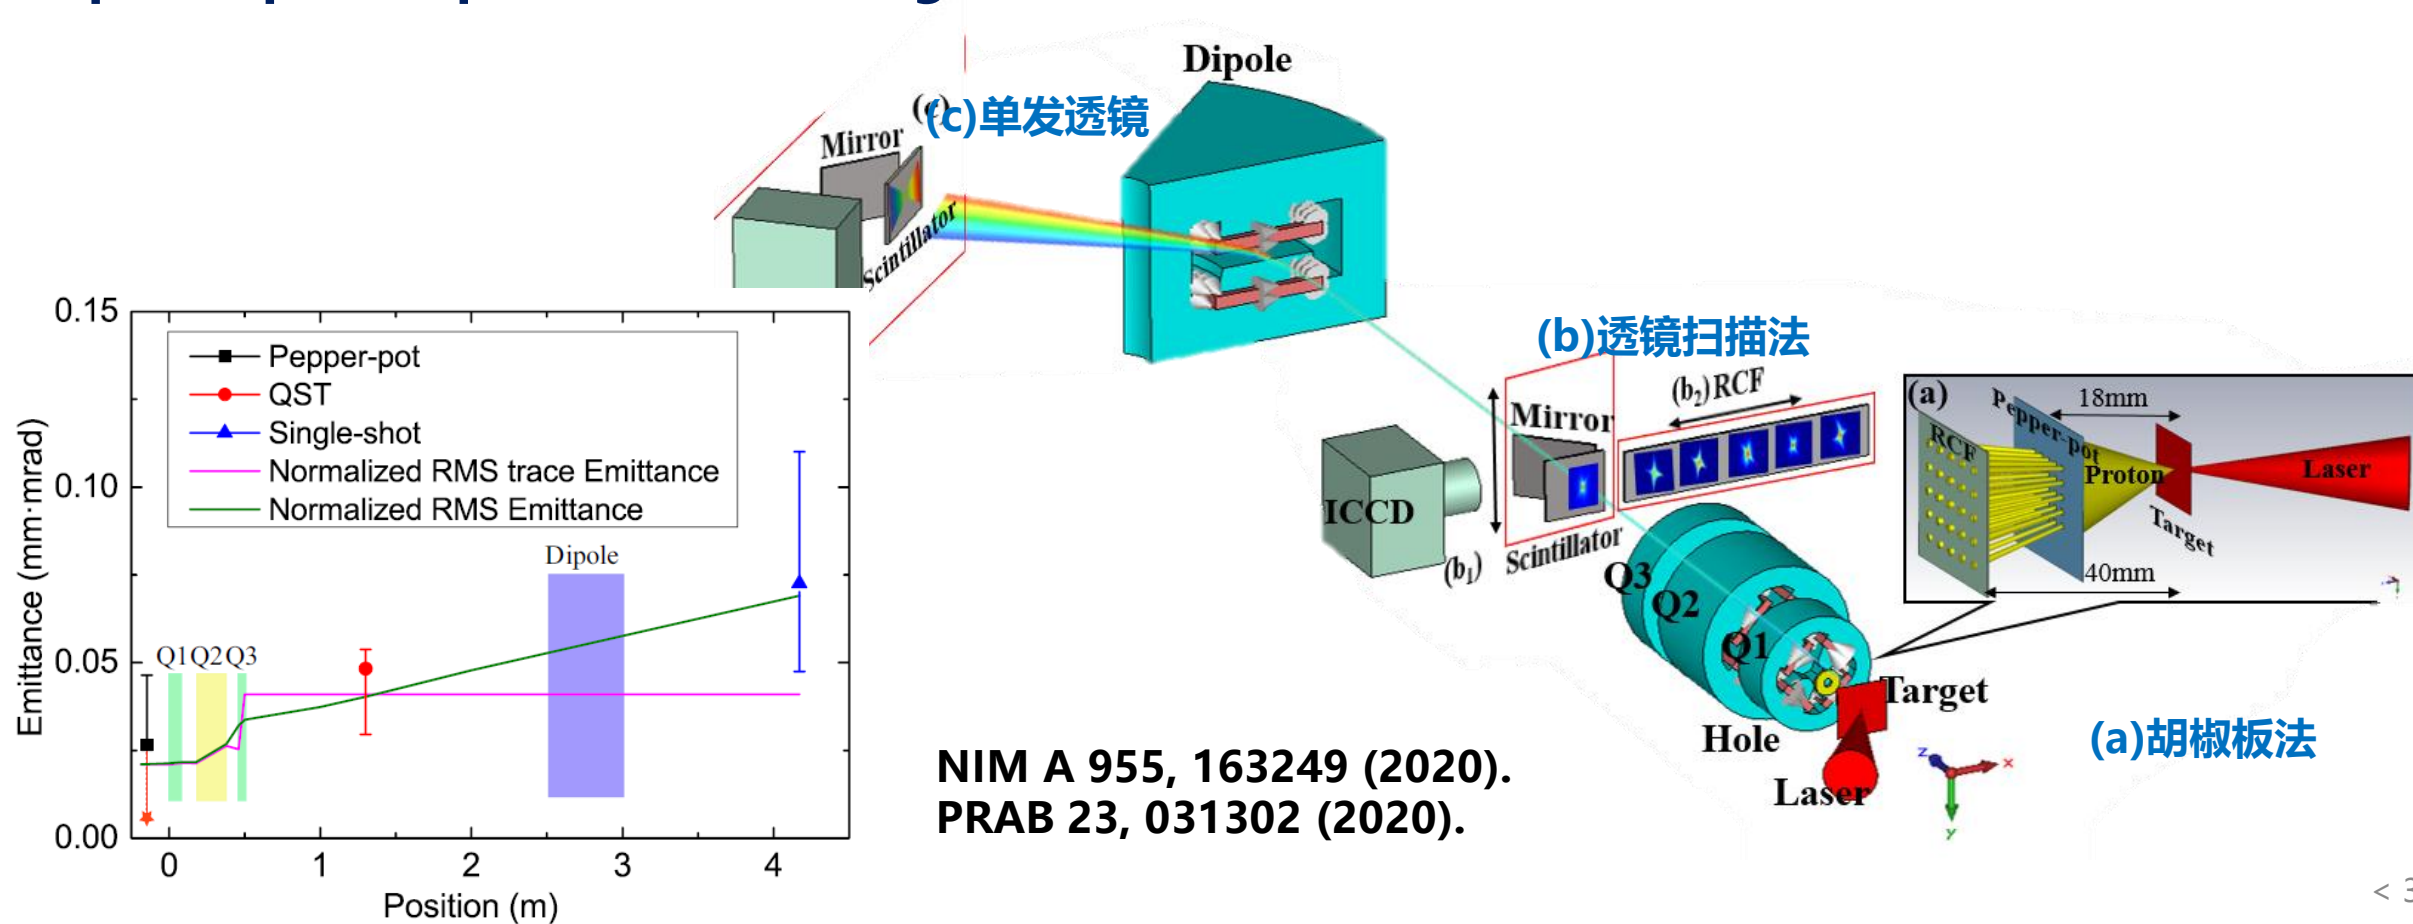 Dipole
(c)单发透镜
Mirror
Scintillator
(b)透镜扫描法
(b₂)RCF
Mirror
ICCD
(b₁)
Scintillator
(a)
Pepper-pot
18mm
RCF
Proton
Laser
Target
40mm
Q3
Q2
Q1
Target
Hole
Laser
(a)胡椒板法
z
x
y
0.15
0.10
0.05
0.00
Emittance (mm·mrad)
Pepper-pot
QST
Single-shot
Normalized RMS trace Emittance
Normalized RMS Emittance
Dipole
Q1Q2Q3
0 1 2 3 4
Position (m)
NIM A 955, 163249 (2020).
PRAB 23, 031302 (2020).
< 3